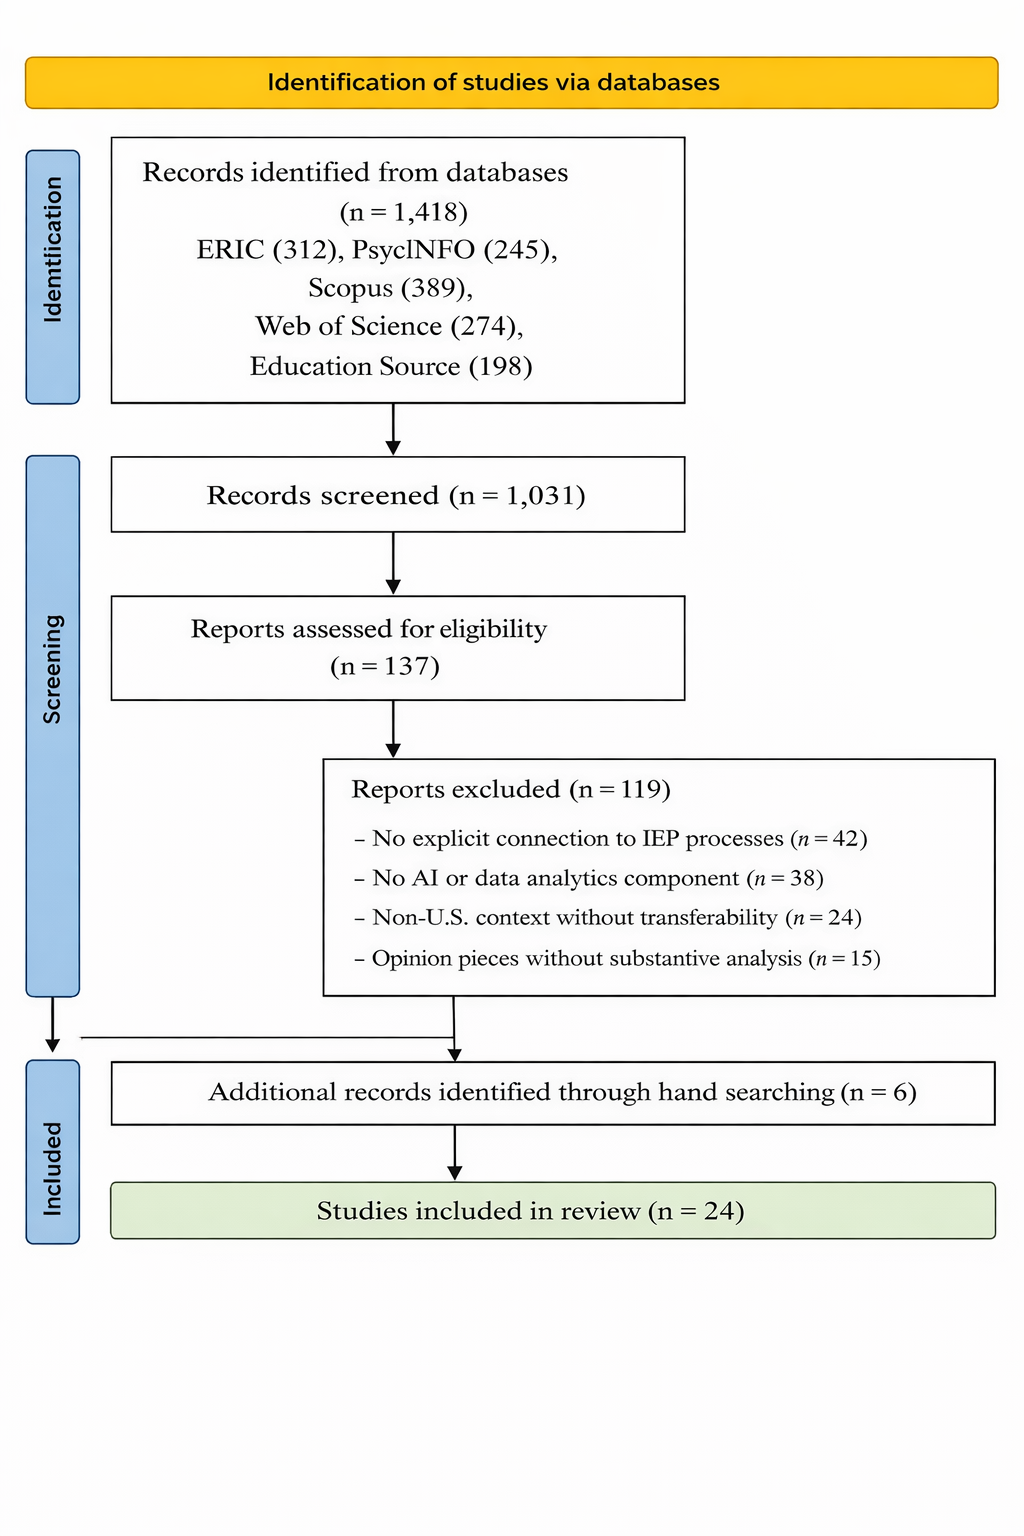 Identification of studies via databases
Idemtıication
Records identified from databases
(n = 1,418)
ERIC (312), PsyclNFO (245),
Scopus (389),
Web of Science (274),
Education Source (198)
Screening
Records screened (n = 1,031)
Reports assessed for eligibility
(n = 137)
Reports excluded (n = 119)
– No explicit connection to IEP processes (n = 42)
– No AI or data analytics component (n = 38)
– Non-U.S. context without transferability (n = 24)
– Opinion pieces without substantive analysis (n = 15)
Included
Additional records identified through hand searching (n = 6)
Studies included in review (n = 24)